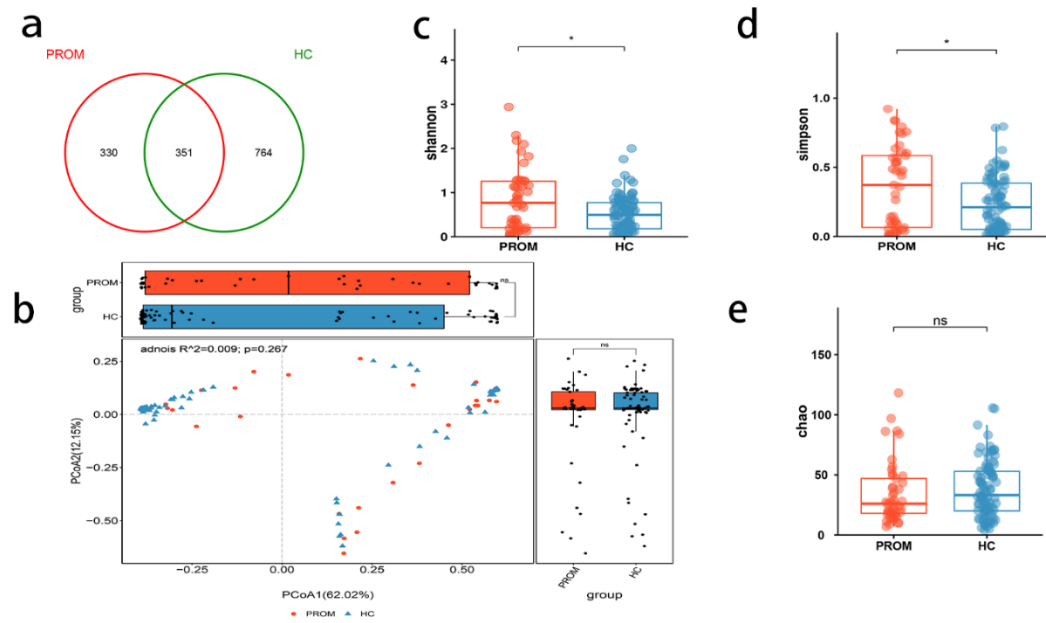 a
PROM
HC
330
351
764
c
*
4
3
2
1
0
shannon
PROM
HC
d
*
1.0
0.5
0.0
simpson
PROM
HC
b
group
PROM
HC
ns
adnois R^2=0.009; p=0.267
0.25
0.00
−0.25
−0.50
PCoA2(12.15%)
−0.25
0.00
0.25
0.50
PCoA1(62.02%)
PROM
HC
ns
PROM
HC
group
e
ns
150
100
50
0
chao
PROM
HC